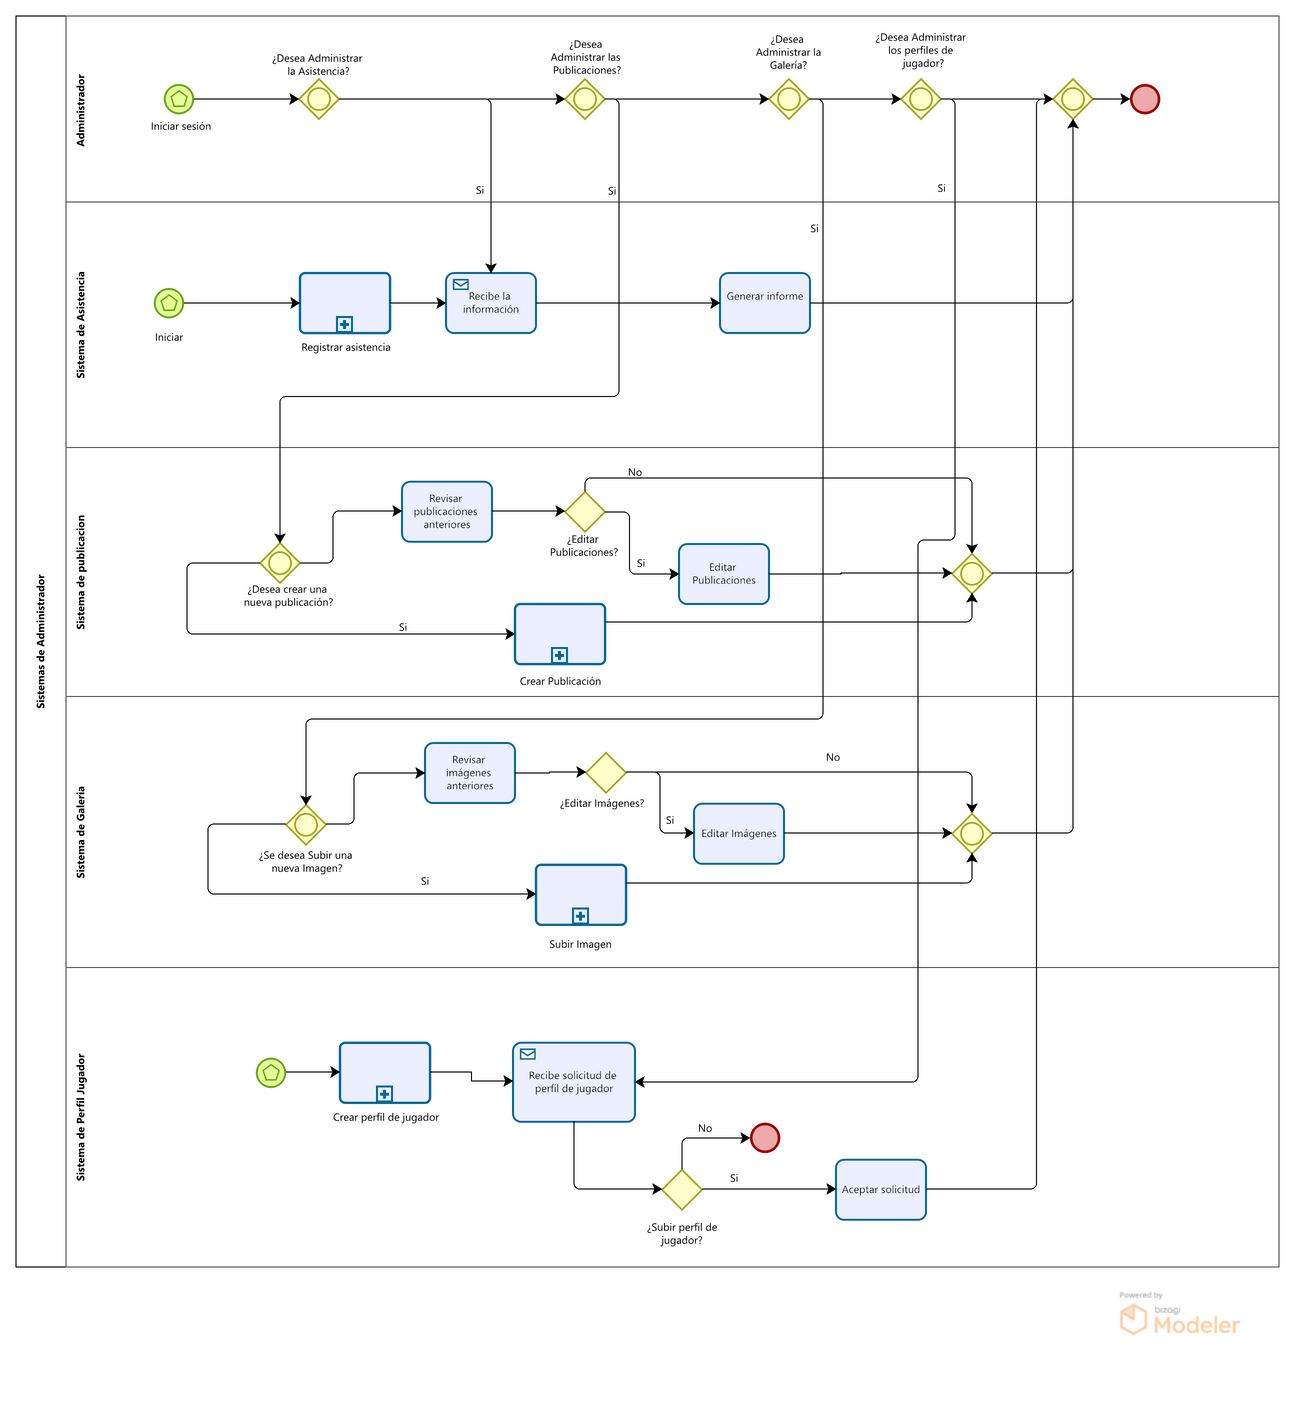 Sistemas de Administrador
Administrador
¿Desea Administrar
la Asistencia?
¿Desea
Administrar las
Publicaciones?
¿Desea
Administrar la
Galería?
¿Desea Administrar
los perfiles de
jugador?
Iniciar sesión
Si
Si
Si
Si
Sistema de Asistencia
Iniciar
Registrar asistencia
Recibe la
información
Generar informe
Sistema de publicacion
¿Desea crear una
nueva publicación?
Revisar
publicaciones
anteriores
No
¿Editar
Publicaciones?
Si
Editar
Publicaciones
Si
Crear Publicación
Sistema de Galería
¿Se desea Subir una
nueva Imagen?
Revisar
imágenes
anteriores
¿Editar Imágenes?
No
Si
Editar Imágenes
Si
Subir Imagen
Sistema de Perfil Jugador
Crear perfil de jugador
Recibe solicitud de
perfil de jugador
No
Si
¿Subir perfil de
jugador?
Aceptar solicitud
Powered by
bizagi
Modeler